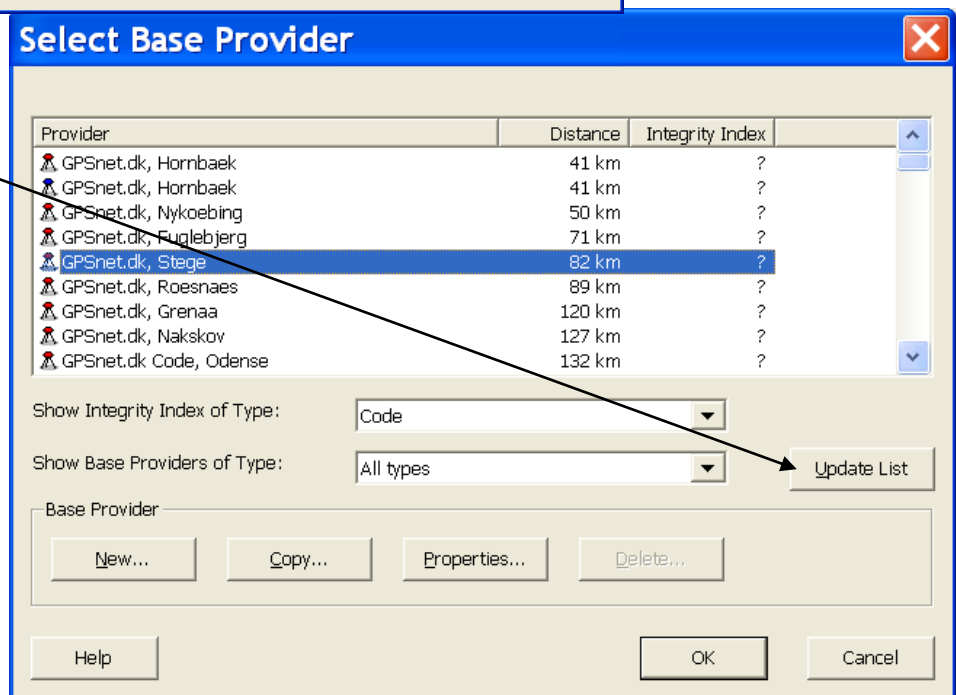 Select Base Provider
Provider Distance Integrity Index
GPSnet.dk, Hornbaek 41 km ?
GPSnet.dk, Hornbaek 41 km ?
GPSnet.dk, Nykoebing 50 km ?
GPSnet.dk, Fuglebjerg 71 km ?
GPSnet.dk, Stege 82 km ?
GPSnet.dk, Roesnaes 89 km ?
GPSnet.dk, Grenaa 120 km ?
GPSnet.dk, Nakskov 127 km ?
GPSnet.dk Code, Odense 132 km ?
Show Integrity Index of Type: Code
Show Base Providers of Type: All types Update List
Base Provider
New... Copy... Properties... Delete...
Help OK Cancel